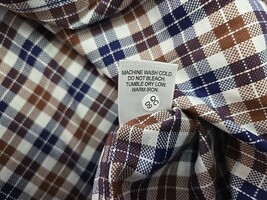 MACHINE WASH COLD.
DO NOT BLEACH.
TUMBLE DRY LOW.
WARM IRON.